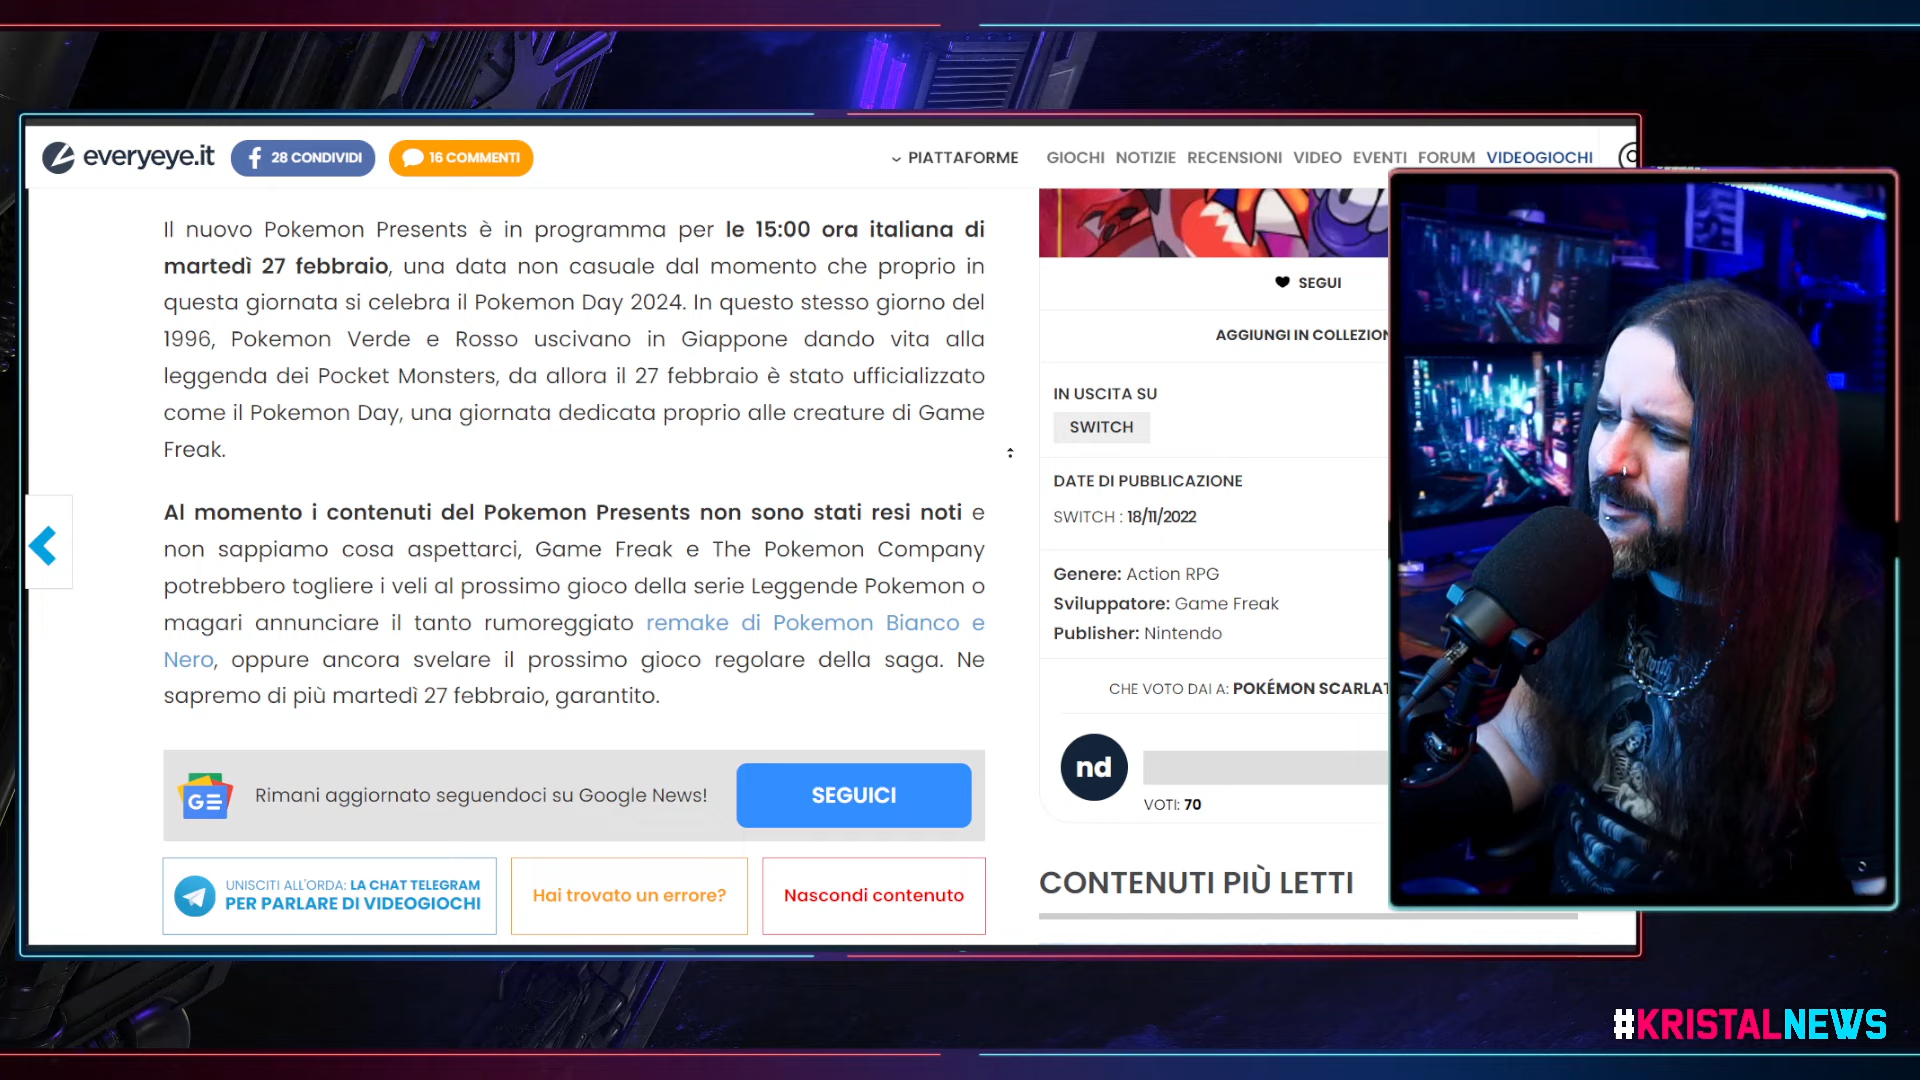 everyeye.it
28 CONDIVIDI
16 COMMENTI
PIATTAFORME
GIOCHI NOTIZIE RECENSIONI VIDEO EVENTI FORUM VIDEOGIOCHI
Il nuovo Pokemon Presents è in programma per le 15:00 ora italiana di
martedì 27 febbraio, una data non casuale dal momento che proprio in
questa giornata si celebra il Pokemon Day 2024. In questo stesso giorno del
1996, Pokemon Verde e Rosso uscivano in Giappone dando vita alla
leggenda dei Pocket Monsters, da allora il 27 febbraio è stato ufficializzato
come il Pokemon Day, una giornata dedicata proprio alle creature di Game
Freak.
Al momento i contenuti del Pokemon Presents non sono stati resi noti e
non sappiamo cosa aspettarci, Game Freak e The Pokemon Company
potrebbero togliere i veli al prossimo gioco della serie Leggende Pokemon o
magari annunciare il tanto rumoreggiato remake di Pokemon Bianco e
Nero, oppure ancora svelare il prossimo gioco regolare della saga. Ne
sapremo di più martedì 27 febbraio, garantito.
GE
Rimani aggiornato seguendoci su Google News!
SEGUICI
UNISCITI ALL'ORDA: LA CHAT TELEGRAM
PER PARLARE DI VIDEOGIOCHI
Hai trovato un errore?
Nascondi contenuto
SEGUI
AGGIUNGI IN COLLEZION
IN USCITA SU
SWITCH
DATE DI PUBBLICAZIONE
SWITCH : 18/11/2022
Genere: Action RPG
Sviluppatore: Game Freak
Publisher: Nintendo
CHE VOTO DAI A: POKÉMON SCARLAT
nd
VOTI: 70
CONTENUTI PIÙ LETTI
#KRISTALNEWS